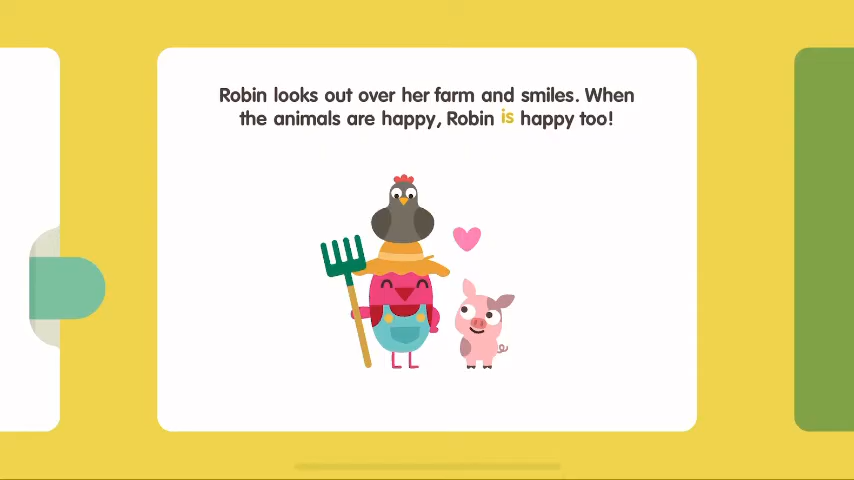 Robin looks out over her farm and smiles. When
the animals are happy, Robin is happy too!